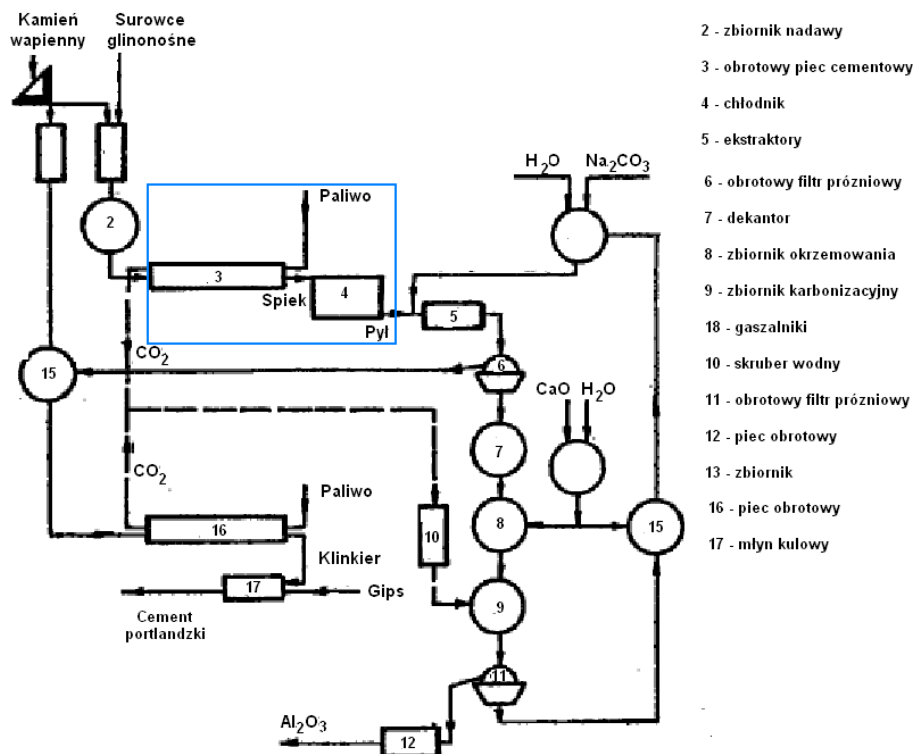 Kamień
wapienny
Surowce
glinonośne
2
Paliwo
3
Spiek
4
Pył
H2O
Na2CO3
5
CO2
15
6
CaO
H2O
7
CO2
Paliwo
16
8
15
10
Klinkier
17
Gips
9
Cement
portlandzki
11
Al2O3
12
2 - zbiornik nadawy
3 - obrotowy piec cementowy
4 - chłodnik
5 - ekstraktory
6 - obrotowy filtr prózniowy
7 - dekantor
8 - zbiornik okrzemowania
9 - zbiornik karbonizacyjny
18 - gaszalniki
10 - skruber wodny
11 - obrotowy filtr prózniowy
12 - piec obrotowy
13 - zbiornik
16 - piec obrotowy
17 - młyn kulowy